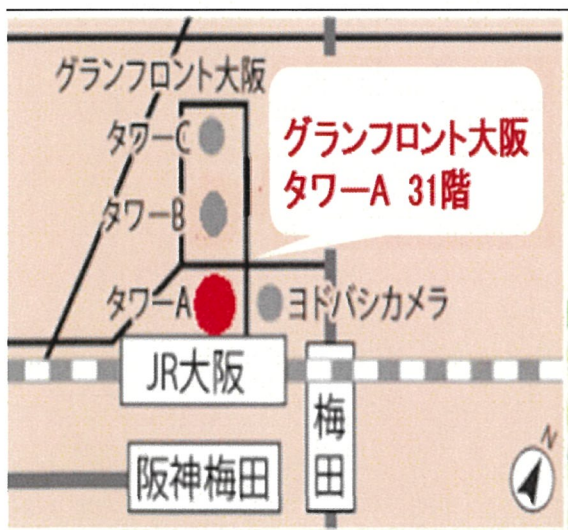 グランフロント大阪
タワーC
グランフロント大阪
タワーA 31階
タワーB
タワーA
ヨドバシカメラ
JR大阪
梅田
阪神梅田
N